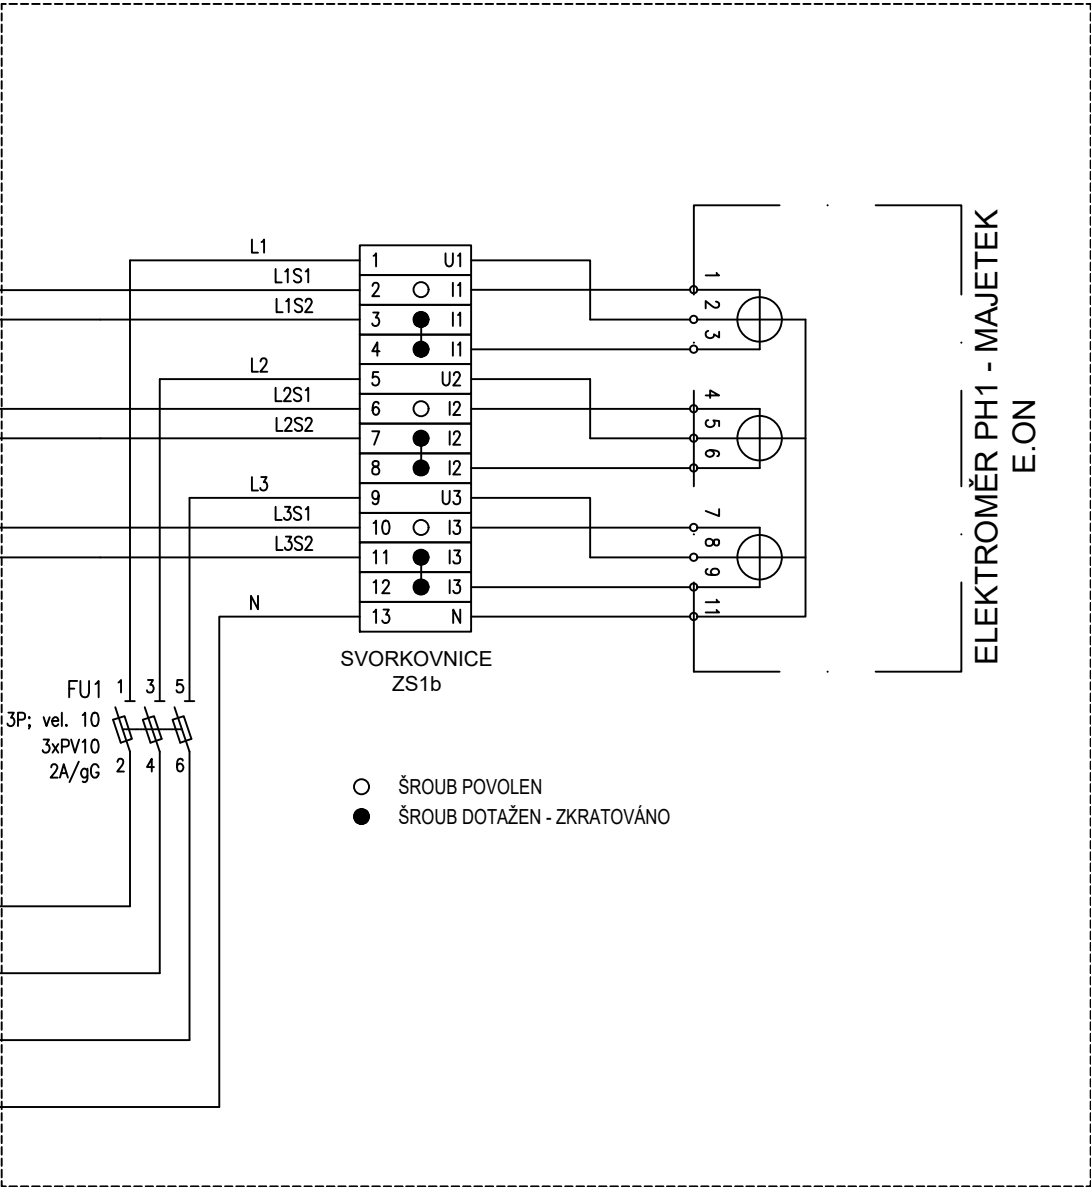 L1
1 U1
L1S1
2 I1
L1S2
3 I1
4 I1
L2
5 U2
L2S1
6 I2
L2S2
7 I2
8 I2
L3
9 U3
L3S1
10 I3
L3S2
11 I3
12 I3
N
13 N
SVORKOVNICE
ZS1b
1
2
3
4
5
6
7
8
9
11
ELEKTROMĚR PH1 - MAJETEK
E.ON
FU1 1 3 5
3P; vel. 10
3xPV10
2A/gG 2 4 6
ŠROUB POVOLEN
ŠROUB DOTAŽEN - ZKRATOVÁNO